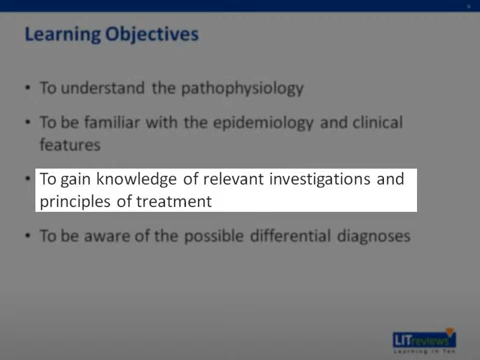 Learning Objectives
• To understand the pathophysiology
• To be familiar with the epidemiology and clinical
features
• To gain knowledge of relevant investigations and
principles of treatment
• To be aware of the possible differential diagnoses
LITreviews
Learning in Ten